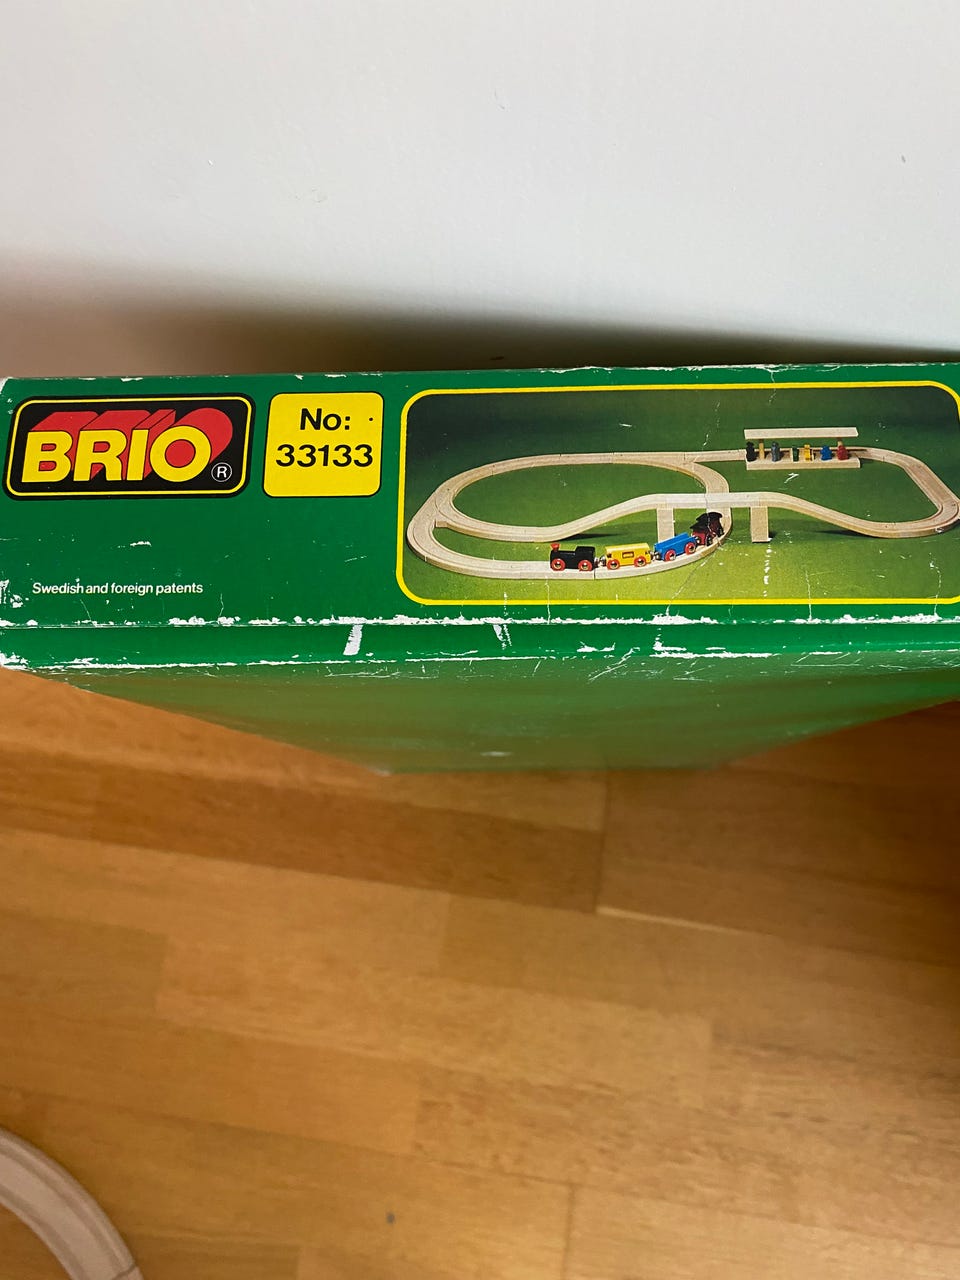 BRIO ®
No:
33133
Swedish and foreign patents